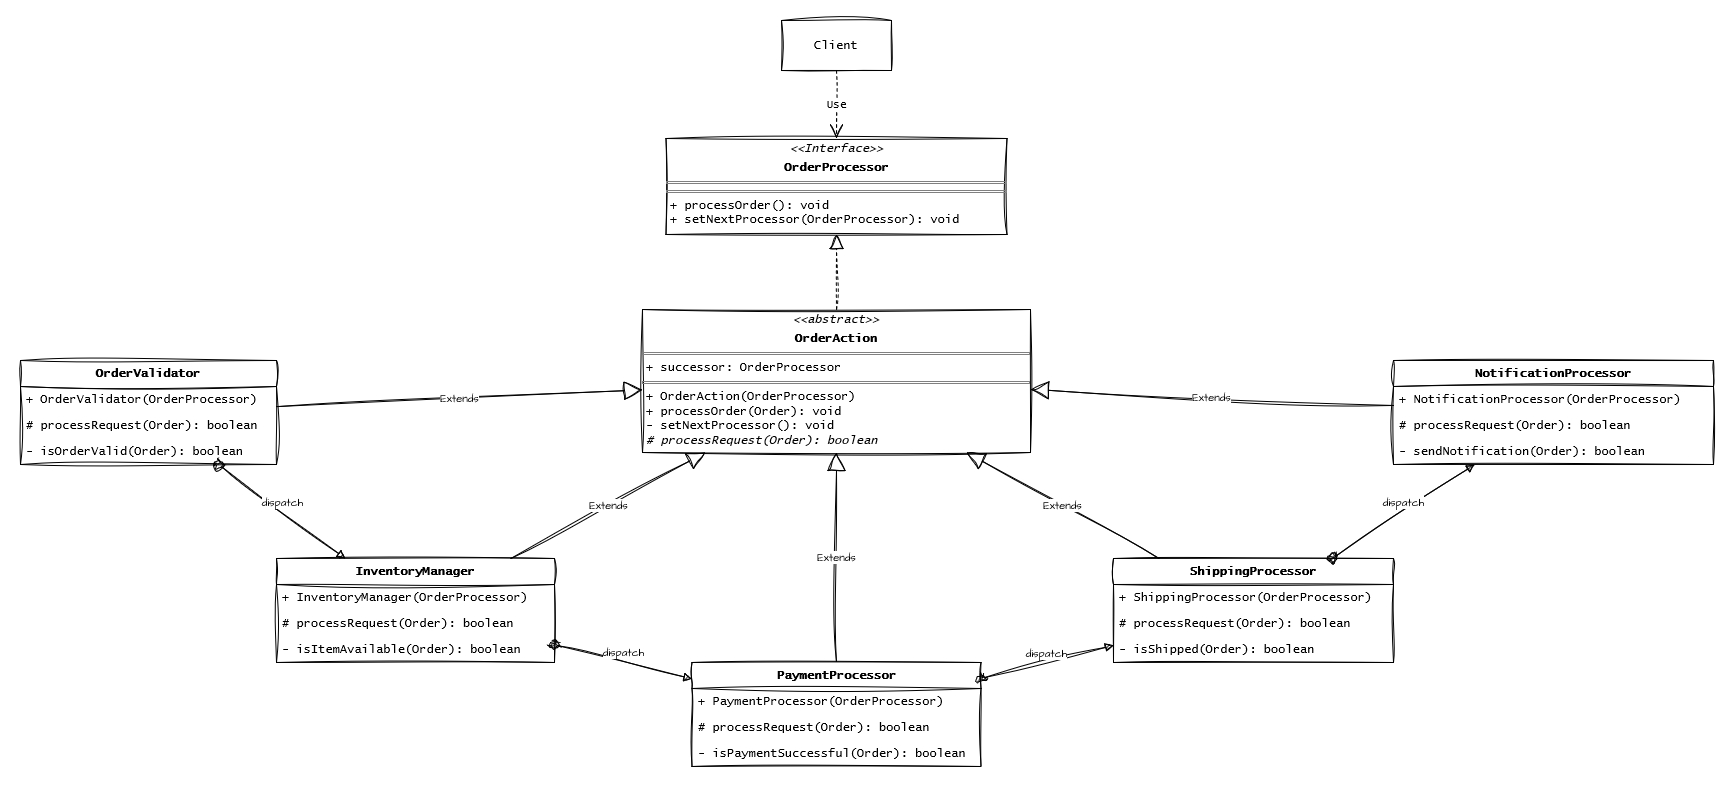 Client
Use
<<Interface>>
OrderProcessor
+ processOrder(): void
+ setNextProcessor(OrderProcessor): void
<<abstract>>
OrderAction
+ successor: OrderProcessor
+ OrderAction(OrderProcessor)
+ processOrder(Order): void
- setNextProcessor(): void
# processRequest(Order): boolean
OrderValidator
+ OrderValidator(OrderProcessor)
# processRequest(Order): boolean
- isOrderValid(Order): boolean
Extends
Extends
NotificationProcessor
+ NotificationProcessor(OrderProcessor)
# processRequest(Order): boolean
- sendNotification(Order): boolean
dispatch
Extends
Extends
Extends
dispatch
InventoryManager
+ InventoryManager(OrderProcessor)
# processRequest(Order): boolean
- isItemAvailable(Order): boolean
ShippingProcessor
+ ShippingProcessor(OrderProcessor)
# processRequest(Order): boolean
- isShipped(Order): boolean
dispatch
dispatch
PaymentProcessor
+ PaymentProcessor(OrderProcessor)
# processRequest(Order): boolean
- isPaymentSuccessful(Order): boolean